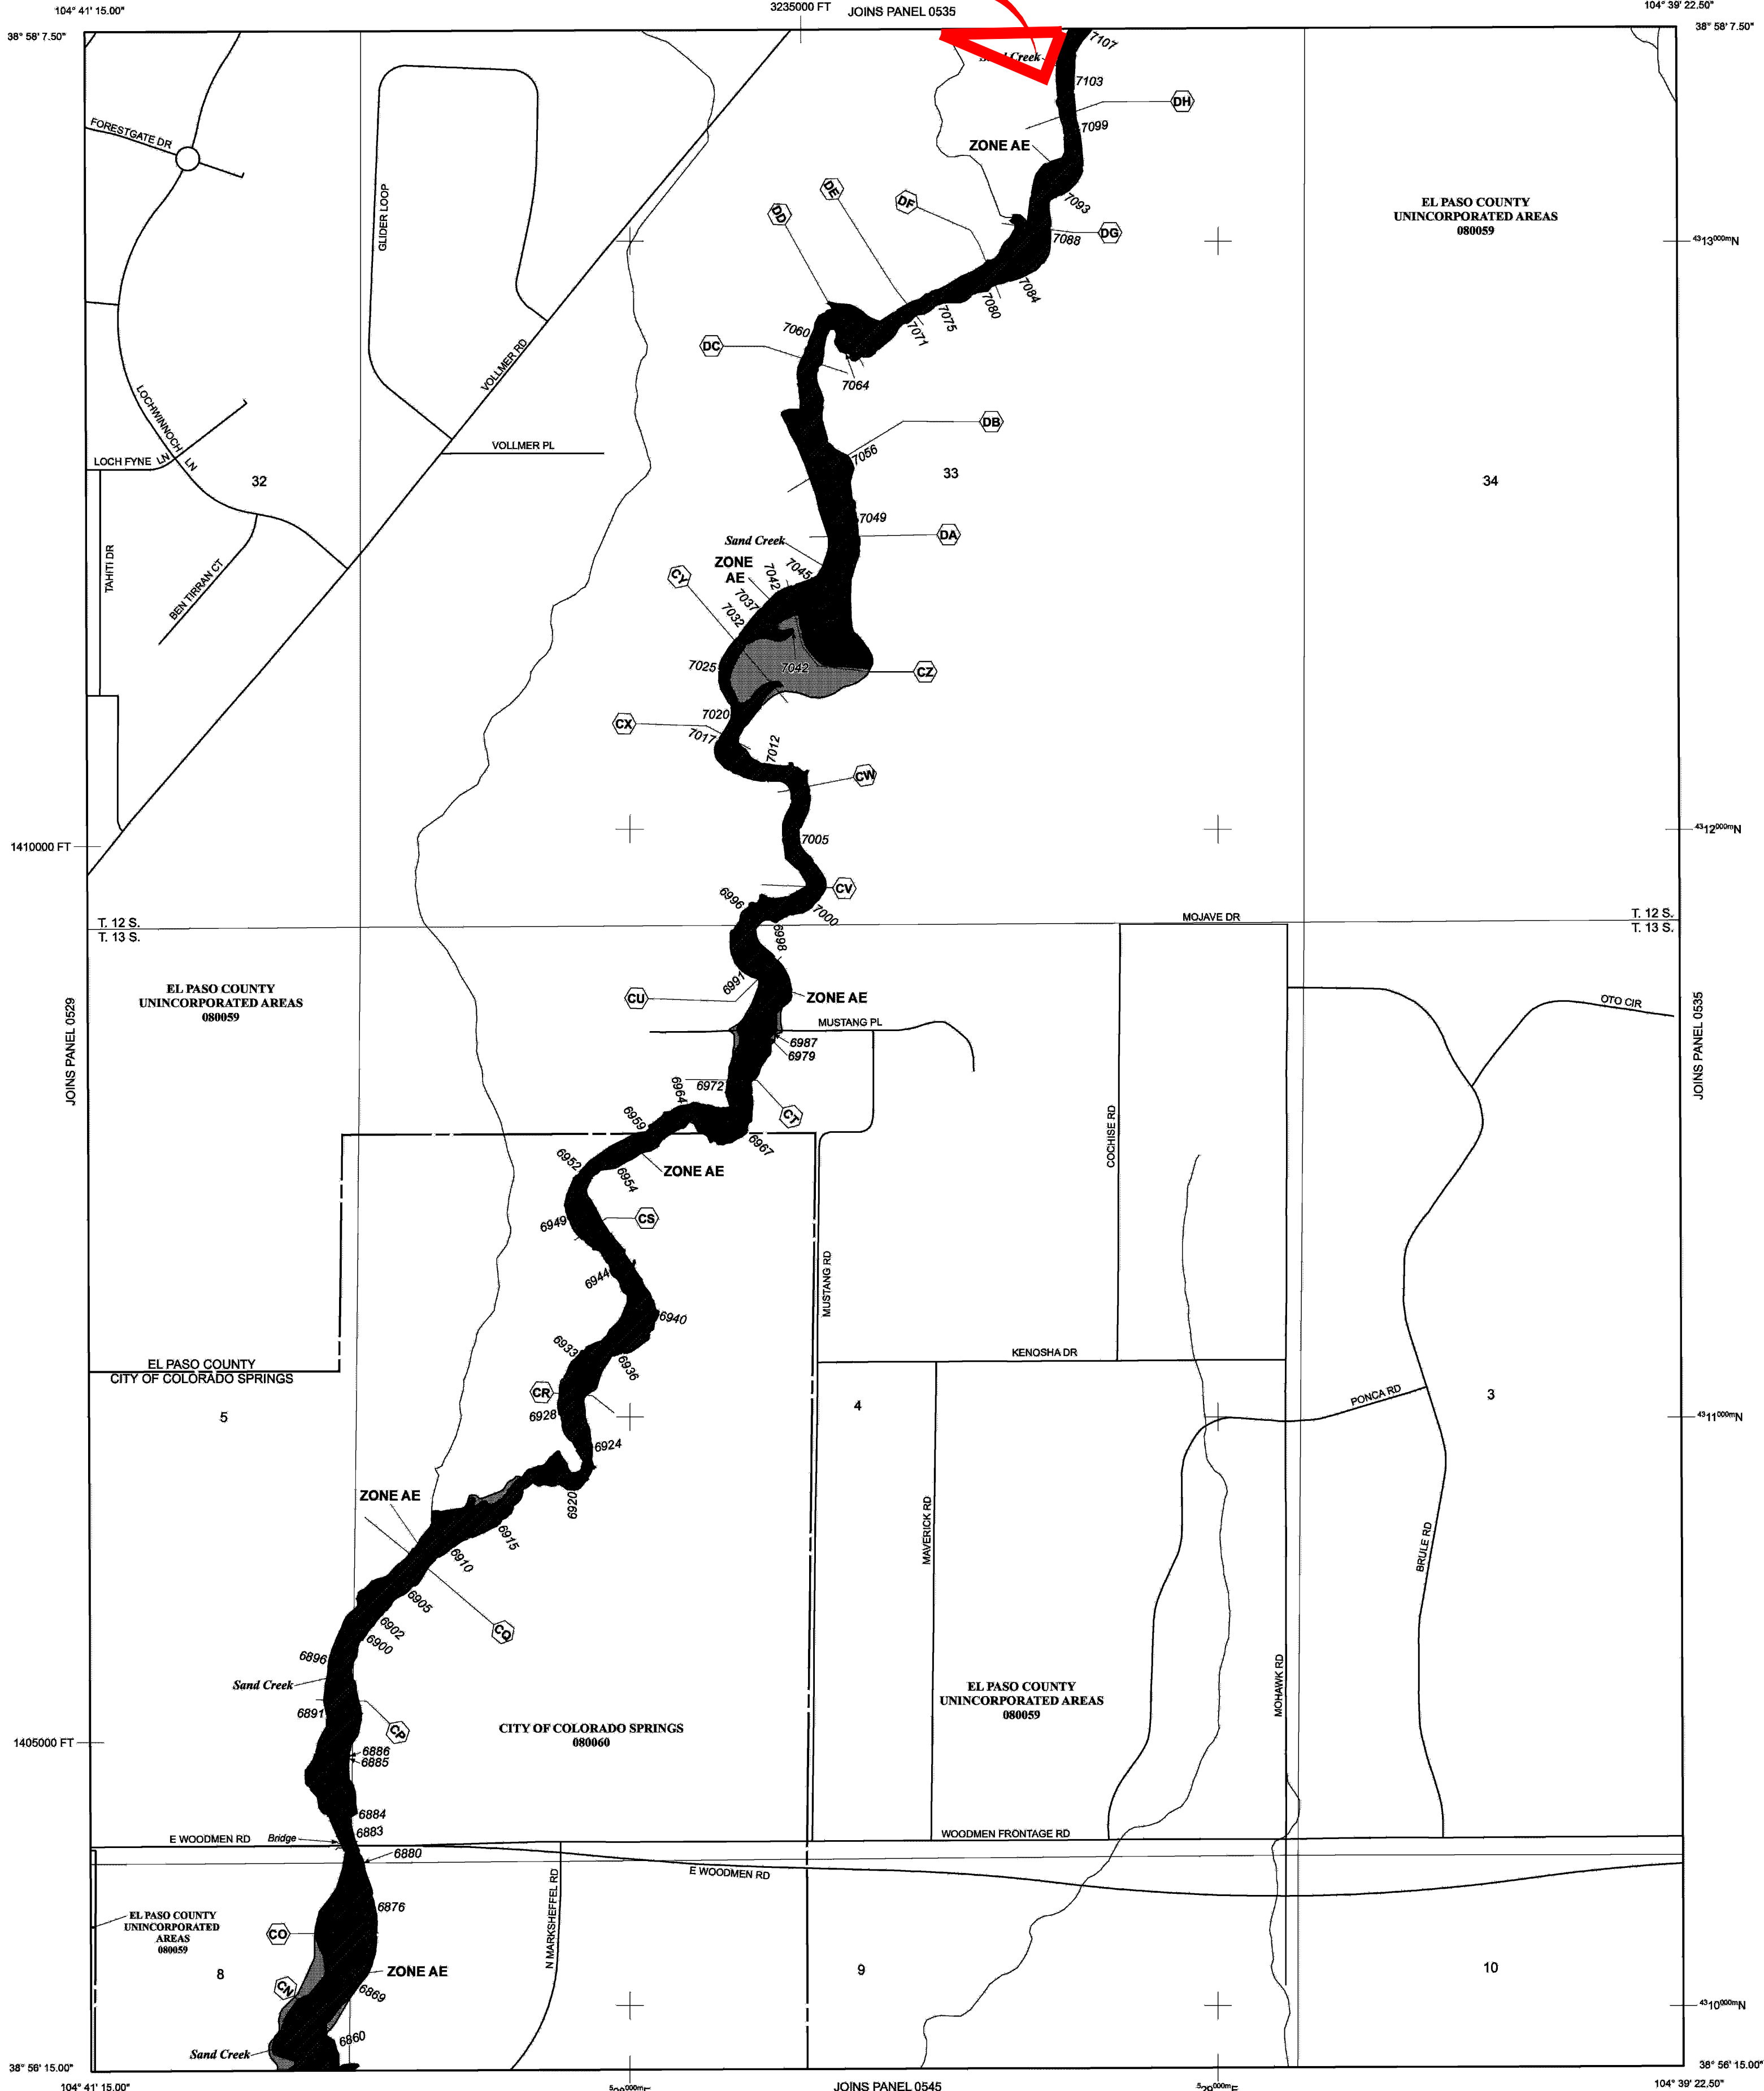 104° 41' 15.00"
3235000 FT
JOINS PANEL 0535
104° 39' 22.50"
38° 58' 7.50"
38° 58' 7.50"
7107
Sand Creek
7103
DH
7099
FORESTGATE DR
ZONE AE
GLIDER LOOP
DE
DF
DD
7093
EL PASO COUNTY
UNINCORPORATED AREAS
080059
DG
7088
4313000mN
7084
7080
7075
7071
7060
DC
VOLLMER RD
7064
LOCHWINNOCH LN
DB
VOLLMER PL
7056
LOCH FYNE LN
32
33
34
7049
Sand Creek
DA
TAHITI DR
BEN TIRRAN CT
ZONE
AE
7045
7042
CY
7037
7032
7025
7042
CZ
7020
CX
7017
7012
CW
4312000mN
7005
1410000 FT
CV
6996
7000
MOJAVE DR
T. 12 S.
T. 13 S.
T. 12 S.
T. 13 S.
6998
6991
EL PASO COUNTY
UNINCORPORATED AREAS
080059
CU
ZONE AE
OTO CIR
JOINS PANEL 0529
JOINS PANEL 0535
MUSTANG PL
6987
6979
6972
6964
CT
6959
6967
COCHISE RD
6952
6954
ZONE AE
6949
CS
6944
MUSTANG RD
6940
6933
6936
KENOSHA DR
EL PASO COUNTY
CITY OF COLORADO SPRINGS
CR
PONCA RD
5
4
3
6928
4311000mN
6924
ZONE AE
6920
6915
MAVERICK RD
BRULE RD
6910
6905
6902
6900
CQ
6896
Sand Creek
MOHAWK RD
6891
CP
EL PASO COUNTY
UNINCORPORATED AREAS
080059
CITY OF COLORADO SPRINGS
080060
1405000 FT
6886
6885
6884
6883
E WOODMEN RD
Bridge
WOODMEN FRONTAGE RD
6880
E WOODMEN RD
6876
N MARKSHEFFEL RD
EL PASO COUNTY
UNINCORPORATED
AREAS
080059
CO
8
ZONE AE
9
10
CN
6869
4310000mN
6860
Sand Creek
38° 56' 15.00"
38° 56' 15.00"
104° 41' 15.00"
JOINS PANEL 0545
529000mE
104° 39' 22.50"